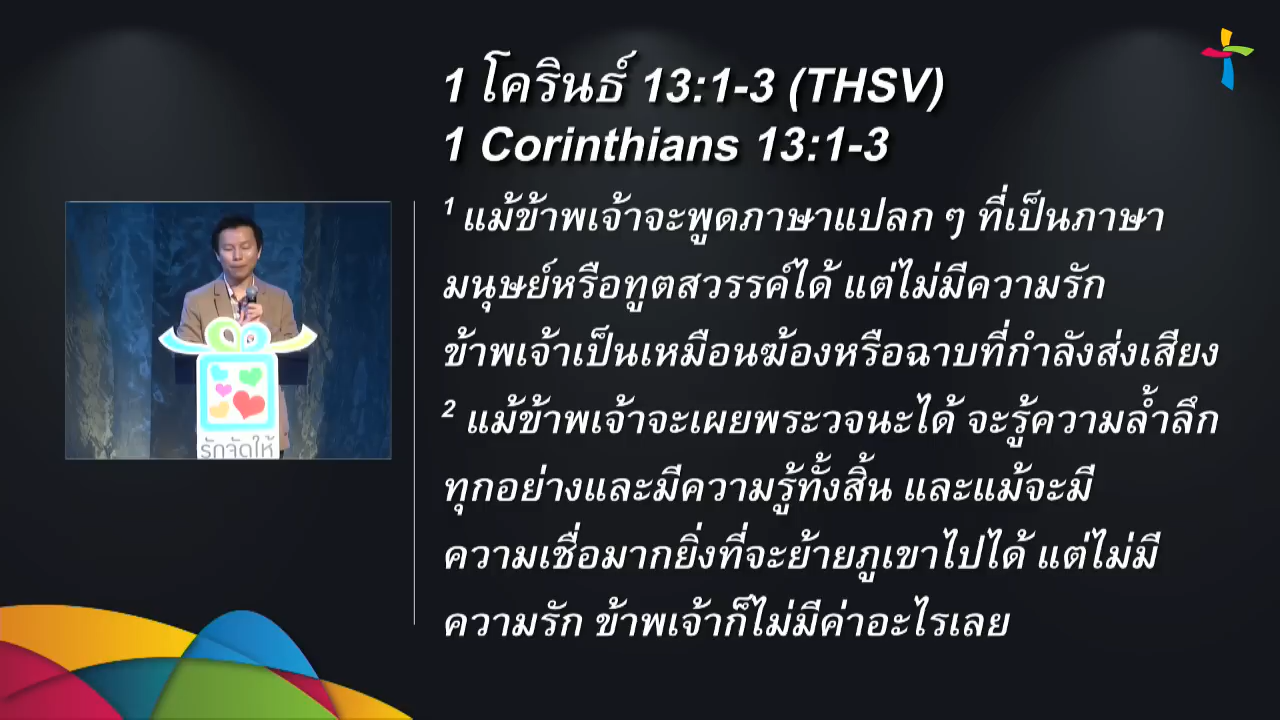 1 โครินธ์ 13:1-3 (THSV)
1 Corinthians 13:1-3
1 แม้ข้าพเจ้าจะพูดภาษาแปลก ๆ ที่เป็นภาษา
มนุษย์หรือทูตสวรรค์ได้ แต่ไม่มีความรัก
ข้าพเจ้าเป็นเหมือนฆ้องหรือฉาบที่กำลังส่งเสียง
2 แม้ข้าพเจ้าจะเผยพระวจนะได้ จะรู้ความล้ำลึก
ทุกอย่างและมีความรู้ทั้งสิ้น และแม้จะมี
ความเชื่อมากยิ่งที่จะย้ายภูเขาไปได้ แต่ไม่มี
ความรัก ข้าพเจ้าก็ไม่มีค่าอะไรเลย
รักจัดให้